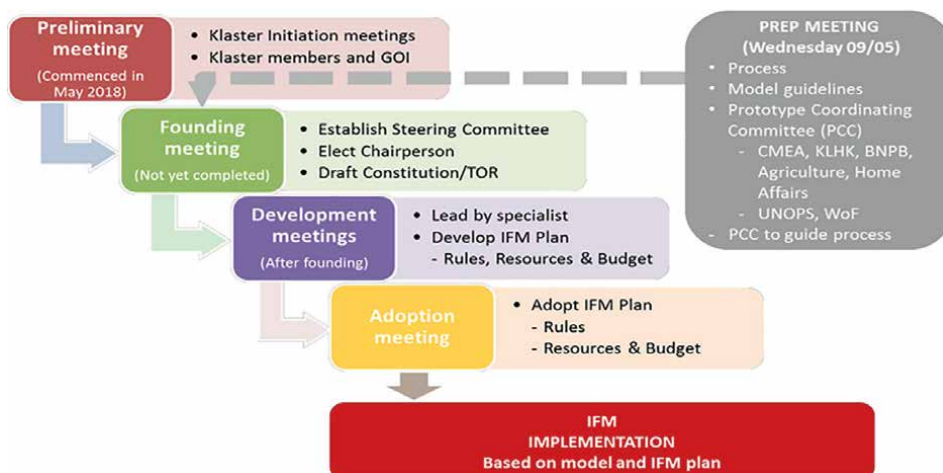 Preliminary
meeting
(Commenced in
May 2018)
• Klaster Initiation meetings
• Klaster members and GOI
PREP MEETING
(Wednesday 09/05)
• Process
• Model guidelines
• Prototype Coordinating
Committee (PCC)
- CMEA, KLHK, BNPB,
Agriculture, Home
Affairs
- UNOPS, WoF
- PCC to guide process
Founding
meeting
(Not yet completed)
• Establish Steering Committee
• Elect Chairperson
• Draft Constitution/TOR
Development
meetings
(After founding)
• Lead by specialist
• Develop IFM Plan
- Rules, Resources & Budget
Adoption
meeting
• Adopt IFM Plan
- Rules
- Resources & Budget
IFM
IMPLEMENTATION
Based on model and IFM plan